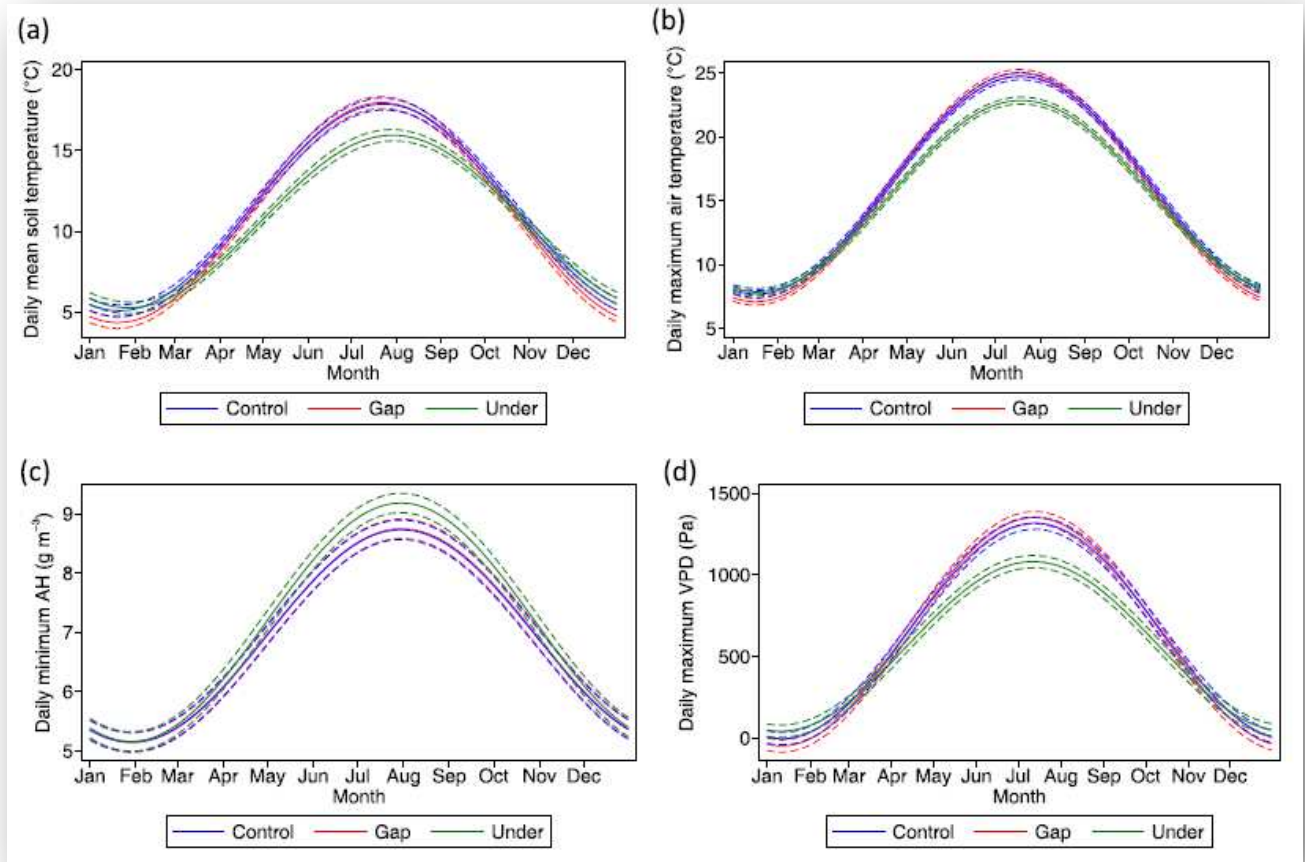 (a)
Daily mean soil temperature (°C)
20
15
10
5
Jan Feb Mar Apr May Jun Jul Aug Sep Oct Nov Dec
Month
Control Gap Under
(b)
Daily maximum air temperature (°C)
25
20
15
10
5
Jan Feb Mar Apr May Jun Jul Aug Sep Oct Nov Dec
Month
Control Gap Under
(c)
Daily minimum AH (g m⁻³)
9
8
7
6
5
Jan Feb Mar Apr May Jun Jul Aug Sep Oct Nov Dec
Month
Control Gap Under
(d)
Daily maximum VPD (Pa)
1500
1000
500
0
Jan Feb Mar Apr May Jun Jul Aug Sep Oct Nov Dec
Month
Control Gap Under